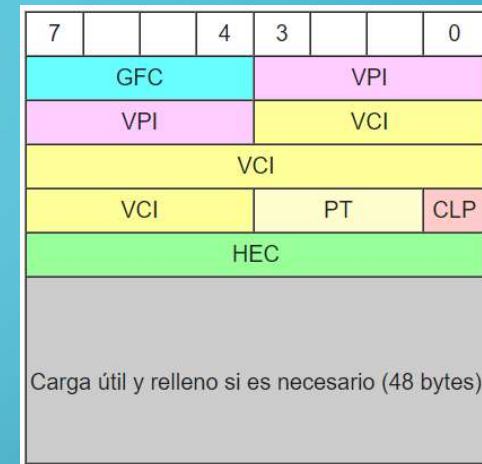 7 4 3 0
GFC VPI
VPI VCI
VCI
VCI PT CLP
HEC
Carga útil y relleno si es necesario (48 bytes)